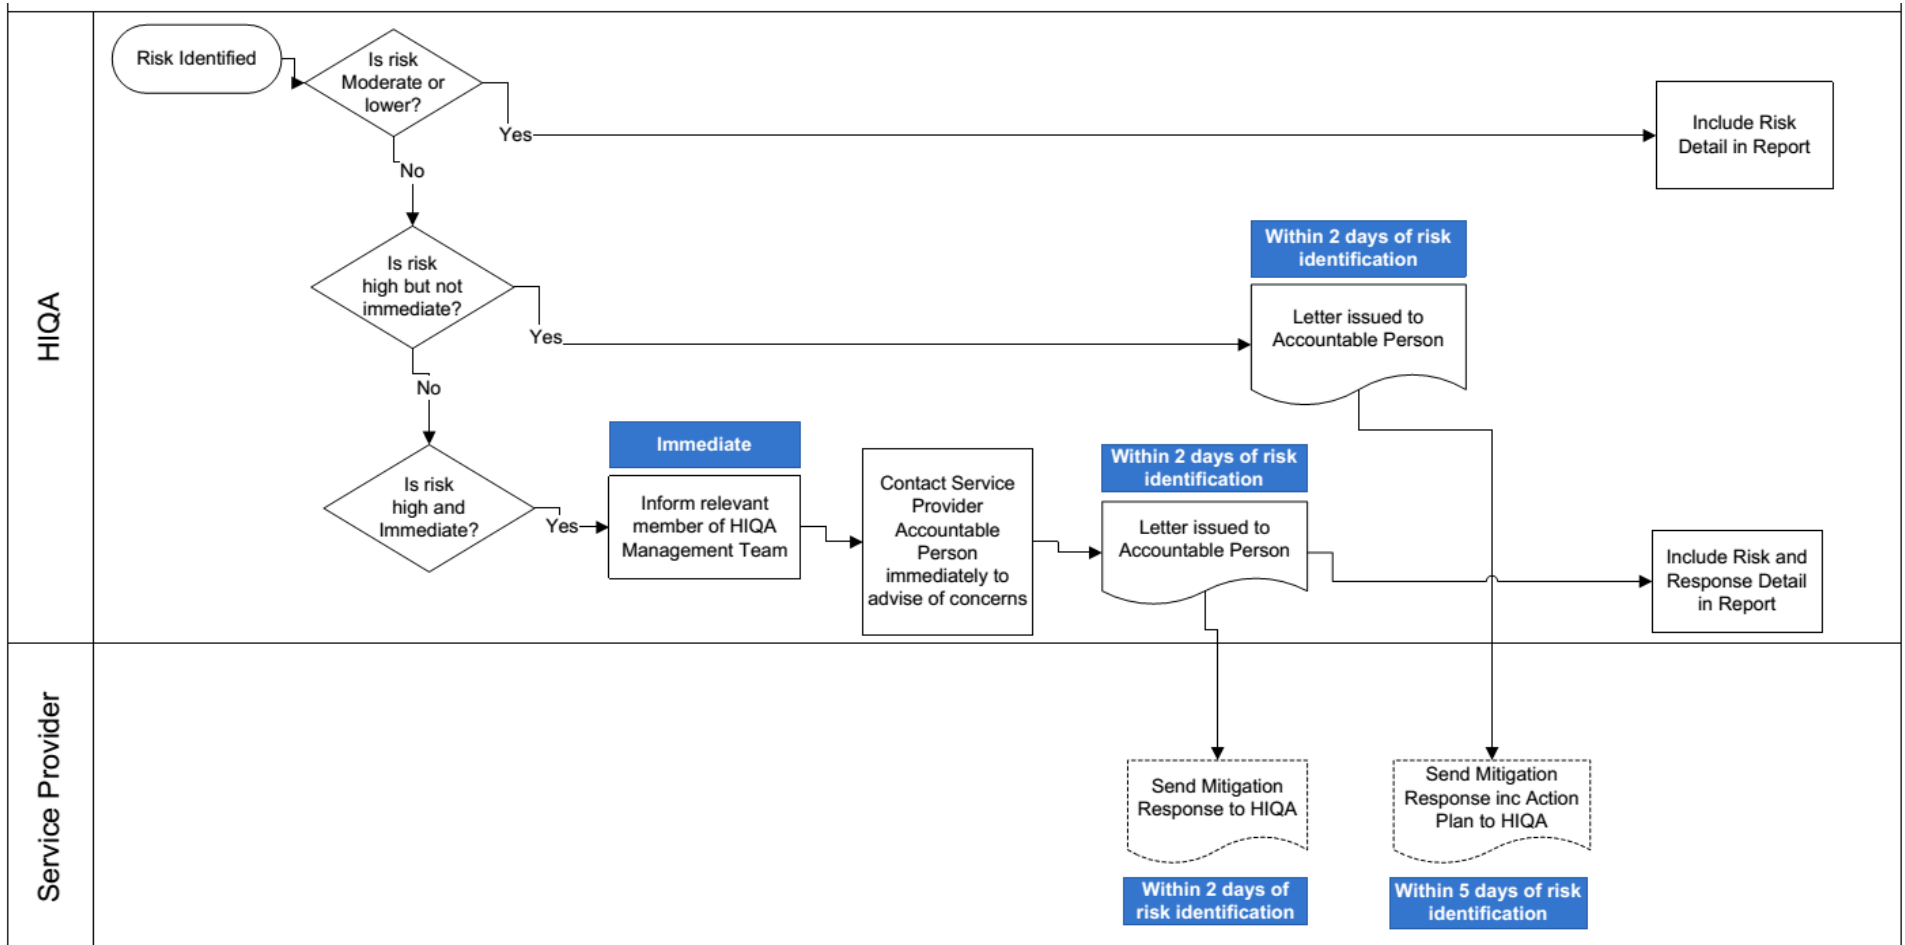 HIQA
Risk Identified
Is risk
Moderate or
lower?
Yes
Include Risk
Detail in Report
No
Is risk
high but not
immediate?
Yes
Within 2 days of risk
identification
Letter issued to
Accountable Person
No
Is risk
high and
Immediate?
Yes
Immediate
Inform relevant
member of HIQA
Management Team
Contact Service
Provider
Accountable
Person
immediately to
advise of concerns
Within 2 days of risk
identification
Letter issued to
Accountable Person
Include Risk and
Response Detail
in Report
Service Provider
Send Mitigation
Response to HIQA
Within 2 days of
risk identification
Send Mitigation
Response inc Action
Plan to HIQA
Within 5 days of risk
identification